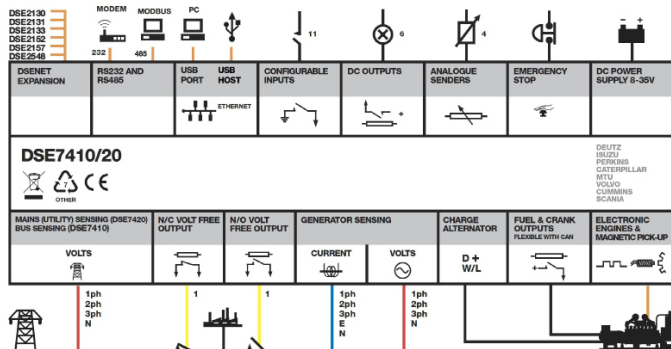 DSE2130
DSE2131
DSE2133
DSE2152
DSE2157
DSE2548
MODEM
MODBUS
PC
232
485
11
6
4
- +
DSENET
EXPANSION
RS232 AND
RS485
USB
PORT
USB
HOST
ETHERNET
CONFIGURABLE
INPUTS
DC OUTPUTS
+
ANALOGUE
SENDERS
EMERGENCY
STOP
DC POWER
SUPPLY 8-35V
DSE7410/20
7
OTHER
CE
DEUTZ
ISUZU
PERKINS
CATERPILLAR
MTU
VOLVO
CUMMINS
SCANIA
MAINS (UTILITY) SENSING (DSE7420)
BUS SENSING (DSE7410)
VOLTS
N/C VOLT FREE
OUTPUT
N/O VOLT
FREE OUTPUT
GENERATOR SENSING
CURRENT
VOLTS
CHARGE
ALTERNATOR
D +
W/L
FUEL & CRANK
OUTPUTS
FLEXIBLE WITH CAN
+
ELECTRONIC
ENGINES &
MAGNETIC PICK-UP
1ph
2ph
3ph
N
1
1
1ph
2ph
3ph
E
N
1ph
2ph
3ph
N